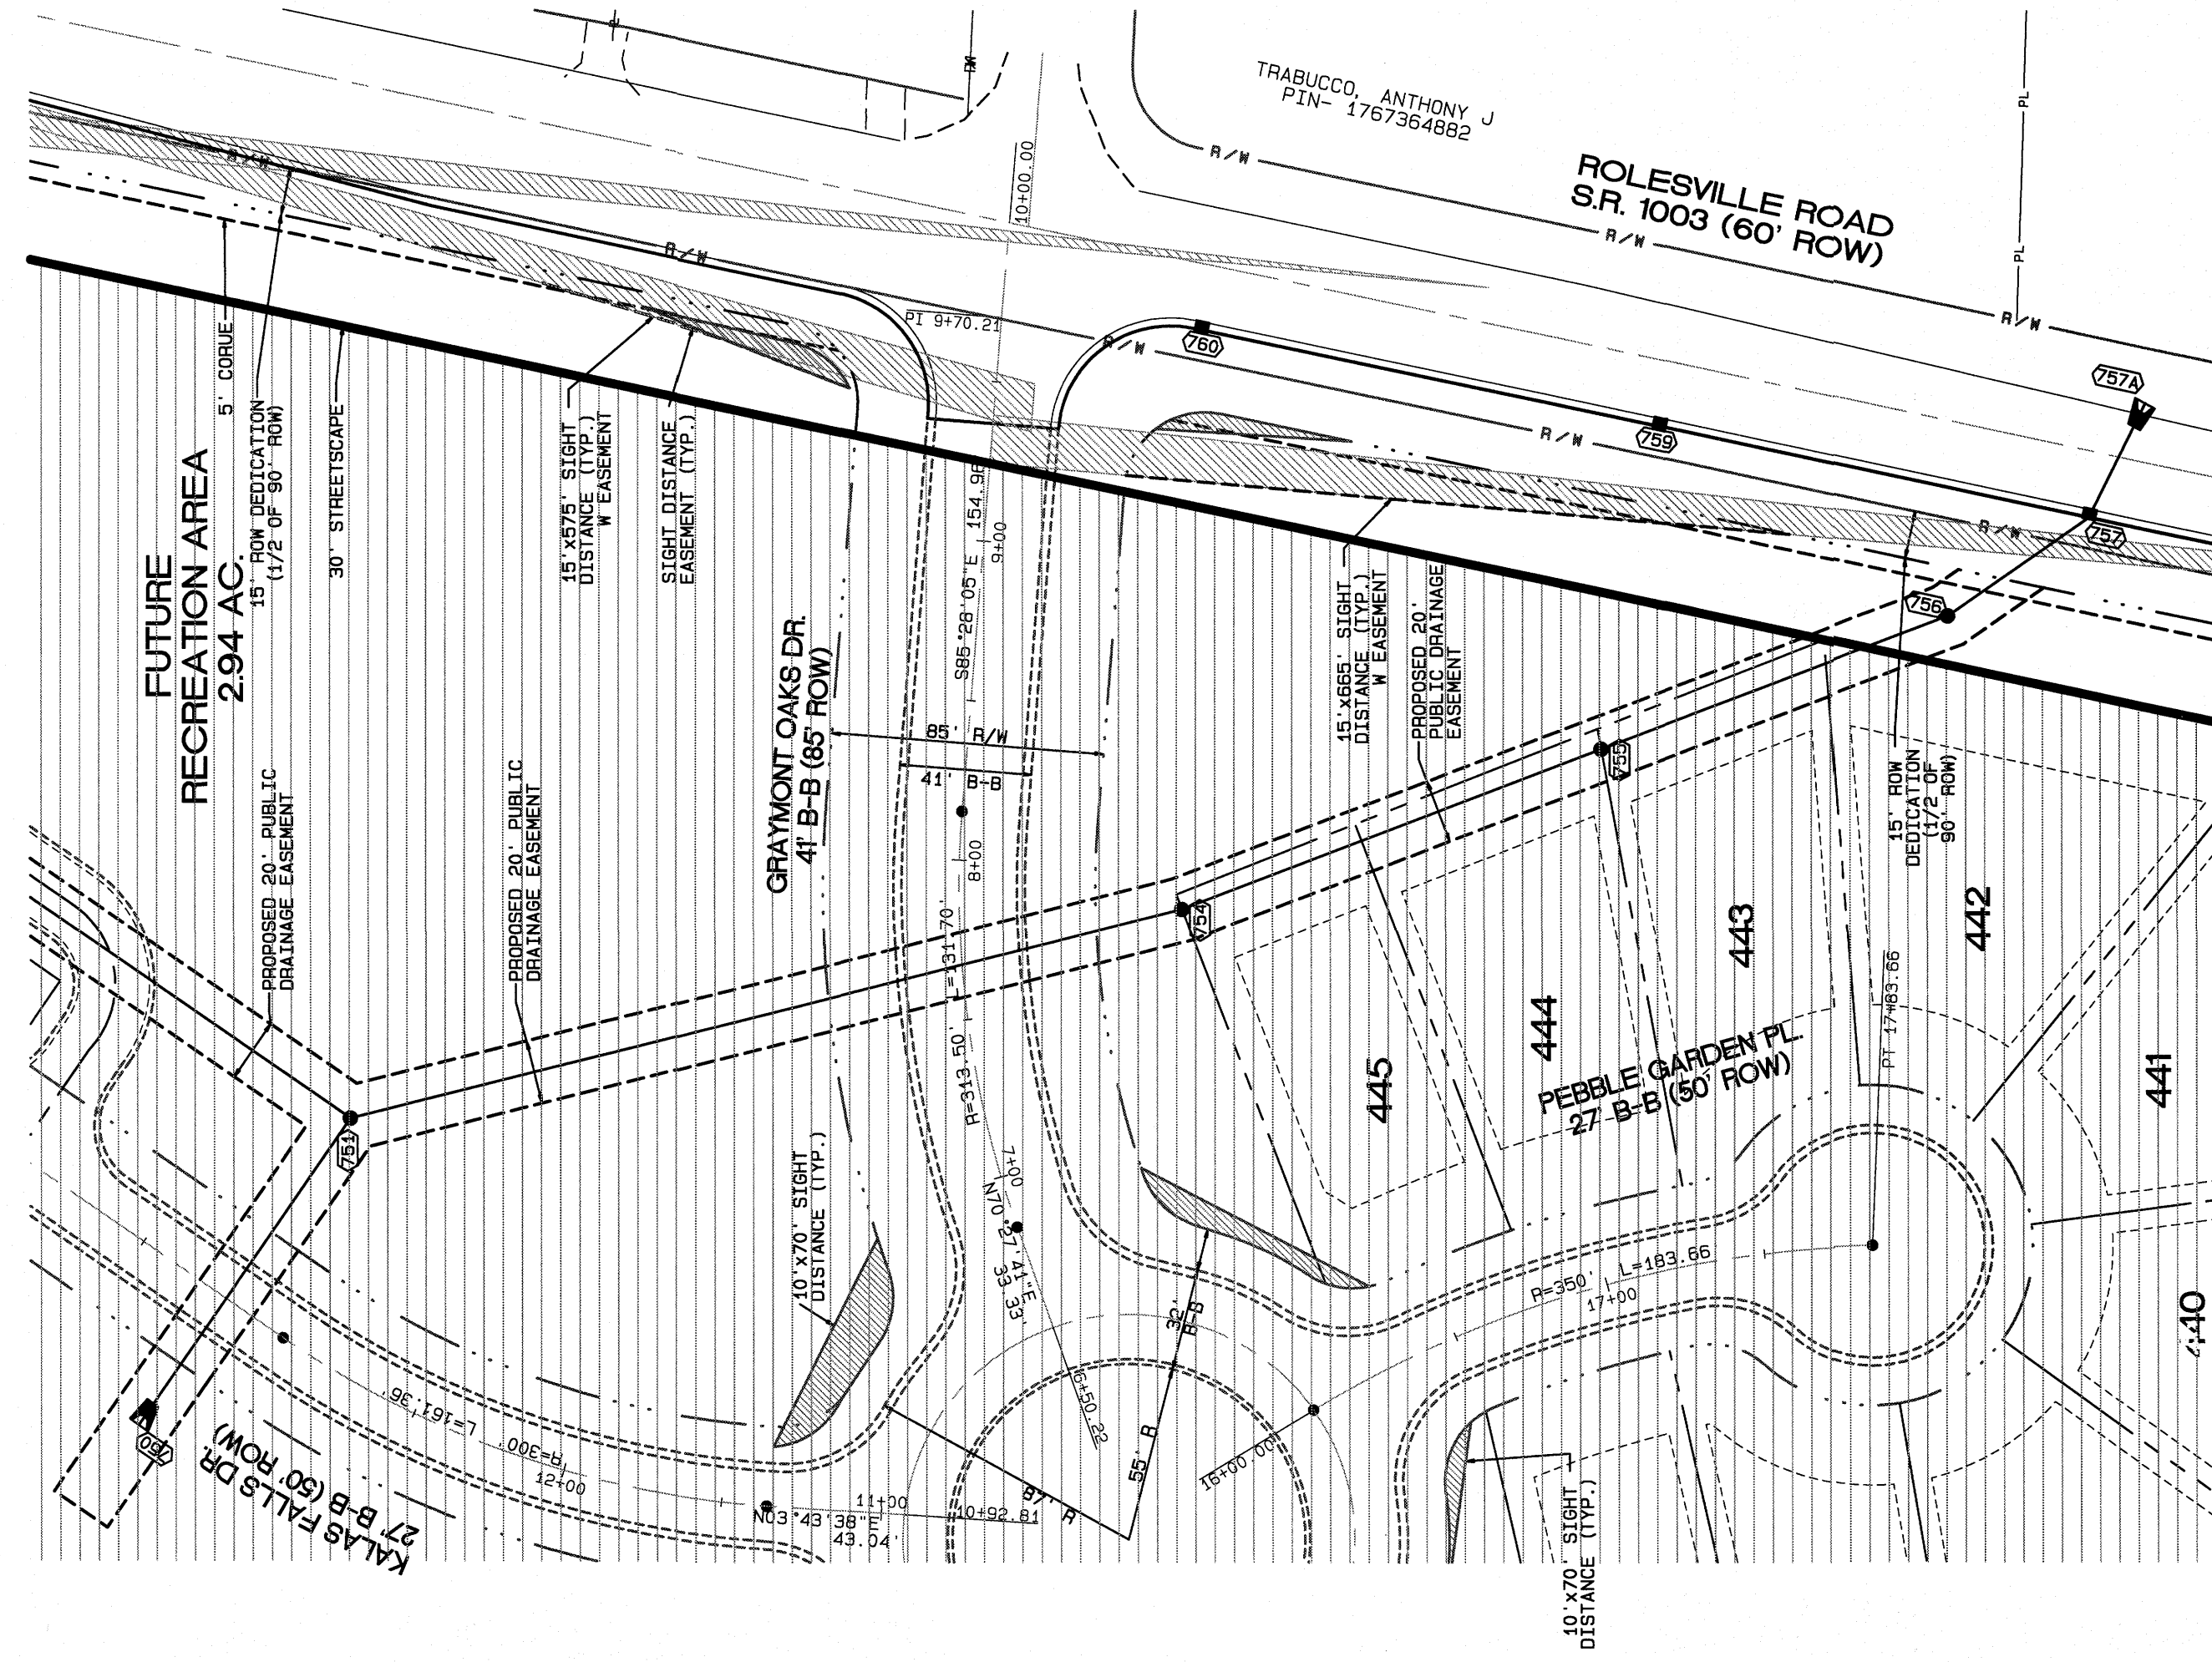 TRABUCCO, ANTHONY J
PIN- 1767364882
ROLESVILLE ROAD
S.R. 1003 (60' ROW)
R/W
R/W
R/W
R/W
R/W
R/W
R/W
R/W
PL
PL
10+00.00
PI 9+70.21
760
759
757A
757
756
755
754
751
750
5' CORUE
15' ROW DEDICATION
(1/2 OF 90' ROW)
30' STREETSCAPE
15'x575' SIGHT
DISTANCE (TYP.)
W EASEMENT
SIGHT DISTANCE
EASEMENT (TYP.)
FUTURE
RECREATION AREA
2.94 AC.
PROPOSED 20' PUBLIC
DRAINAGE EASEMENT
PROPOSED 20' PUBLIC
DRAINAGE EASEMENT
GRAYMONT OAKS DR.
41' B-B (85' ROW)
S85°28'05"E 154.96
9+00
85' R/W
41' B-B
8+00
L=131.70'
R=313.50'
7+00
N70°27'41"E
33.33'
6+50.22
15'x665' SIGHT
DISTANCE (TYP.)
W EASEMENT
PROPOSED 20'
PUBLIC DRAINAGE
EASEMENT
15' ROW
DEDICATION
(1/2 OF
90' ROW)
442
443
444
445
441
440
PEBBLE GARDEN PL.
27' B-B (50' ROW)
PT 17+83.66
L=183.66
R=350'
17+00
16+00.00
32'
B-B
55' R
87' R
10'x70' SIGHT
DISTANCE (TYP.)
10'x70' SIGHT
DISTANCE (TYP.)
L=161.36'
R=300'
12+00
11+00
10+92.81
N03°43'38"E
43.04'
KALAS FALLS DR.
27' B-B (50' ROW)